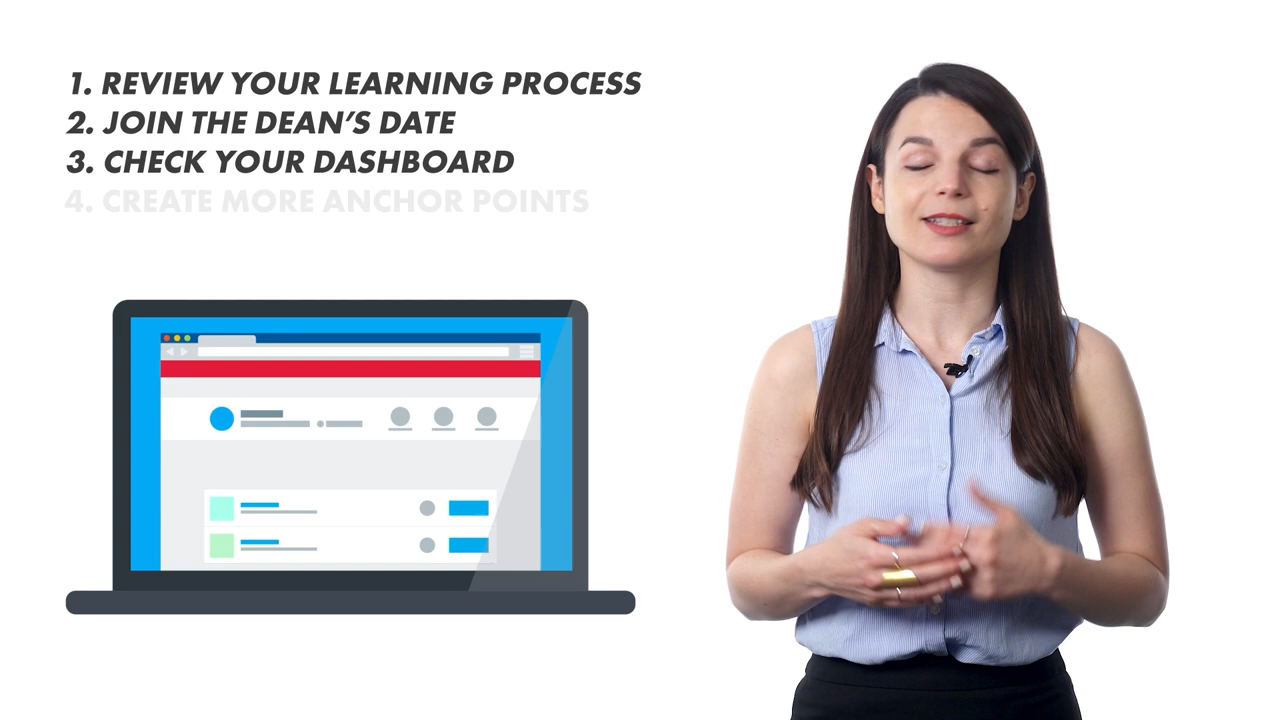 1. REVIEW YOUR LEARNING PROCESS
2. JOIN THE DEAN’S DATE
3. CHECK YOUR DASHBOARD
4. CREATE MORE ANCHOR POINTS